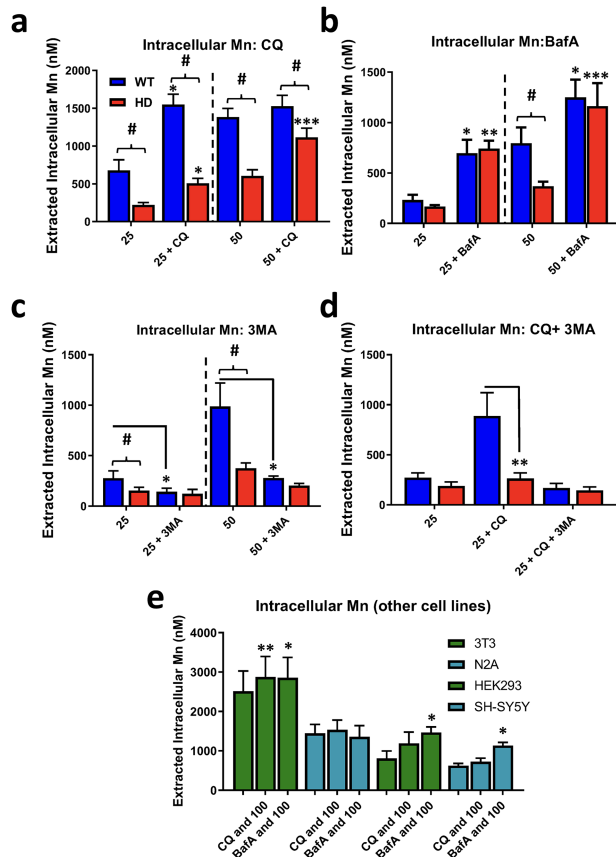 a
Intracellular Mn: CQ
Extracted Intracellular Mn (nM)
2000
1500
1000
500
0
WT
HD
#
#
#
#
*
*
***
25
25 + CQ
50
50 + CQ
b
Intracellular Mn:BafA
Extracted Intracellular Mn (nM)
1500
1000
500
0
*
**
#
*
***
25
25 + BafA
50
50 + BafA
c
Intracellular Mn: 3MA
Extracted Intracellular Mn (nM)
1500
1000
500
0
#
*
#
*
25
25 + 3MA
50
50 + 3MA
d
Intracellular Mn: CQ+ 3MA
Extracted Intracellular Mn (nM)
1500
1000
500
0
**
25
25 + CQ
25 + CQ + 3MA
e
Intracellular Mn (other cell lines)
Extracted Intracellular Mn (nM)
4000
3000
2000
1000
0
**
*
*
*
3T3
N2A
HEK293
SH-SY5Y
CQ and 100
BafA and 100
CQ and 100
BafA and 100
CQ and 100
BafA and 100
CQ and 100
BafA and 100